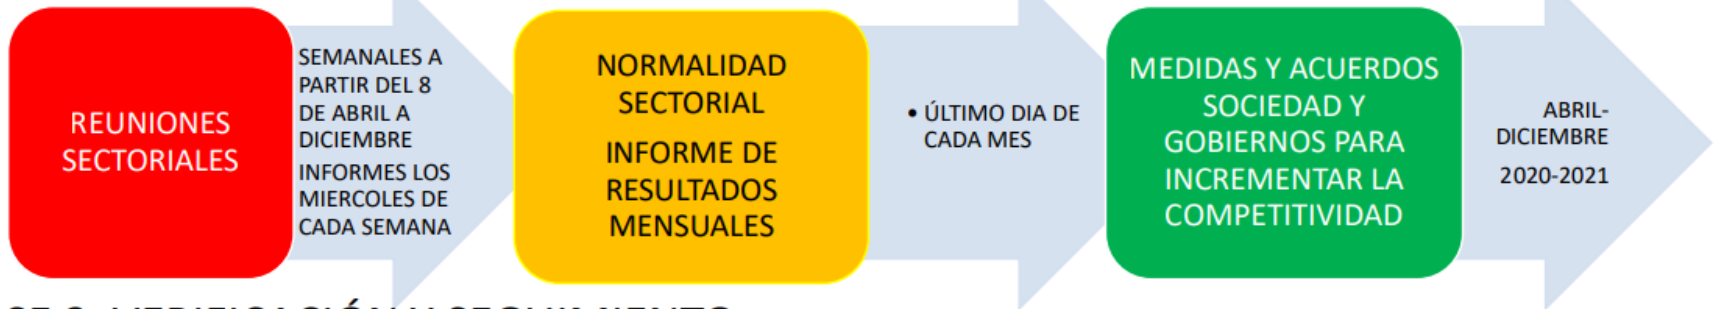 REUNIONES
SECTORIALES
SEMANALES A
PARTIR DEL 8
DE ABRIL A
DICIEMBRE
INFORMES LOS
MIERCOLES DE
CADA SEMANA
NORMALIDAD
SECTORIAL
INFORME DE
RESULTADOS
MENSUALES
• ÚLTIMO DIA DE
CADA MES
MEDIDAS Y ACUERDOS
SOCIEDAD Y
GOBIERNOS PARA
INCREMENTAR LA
COMPETITIVIDAD
ABRIL-
DICIEMBRE
2020-2021
VERIFICACIÓN Y SEGUIMIENTO